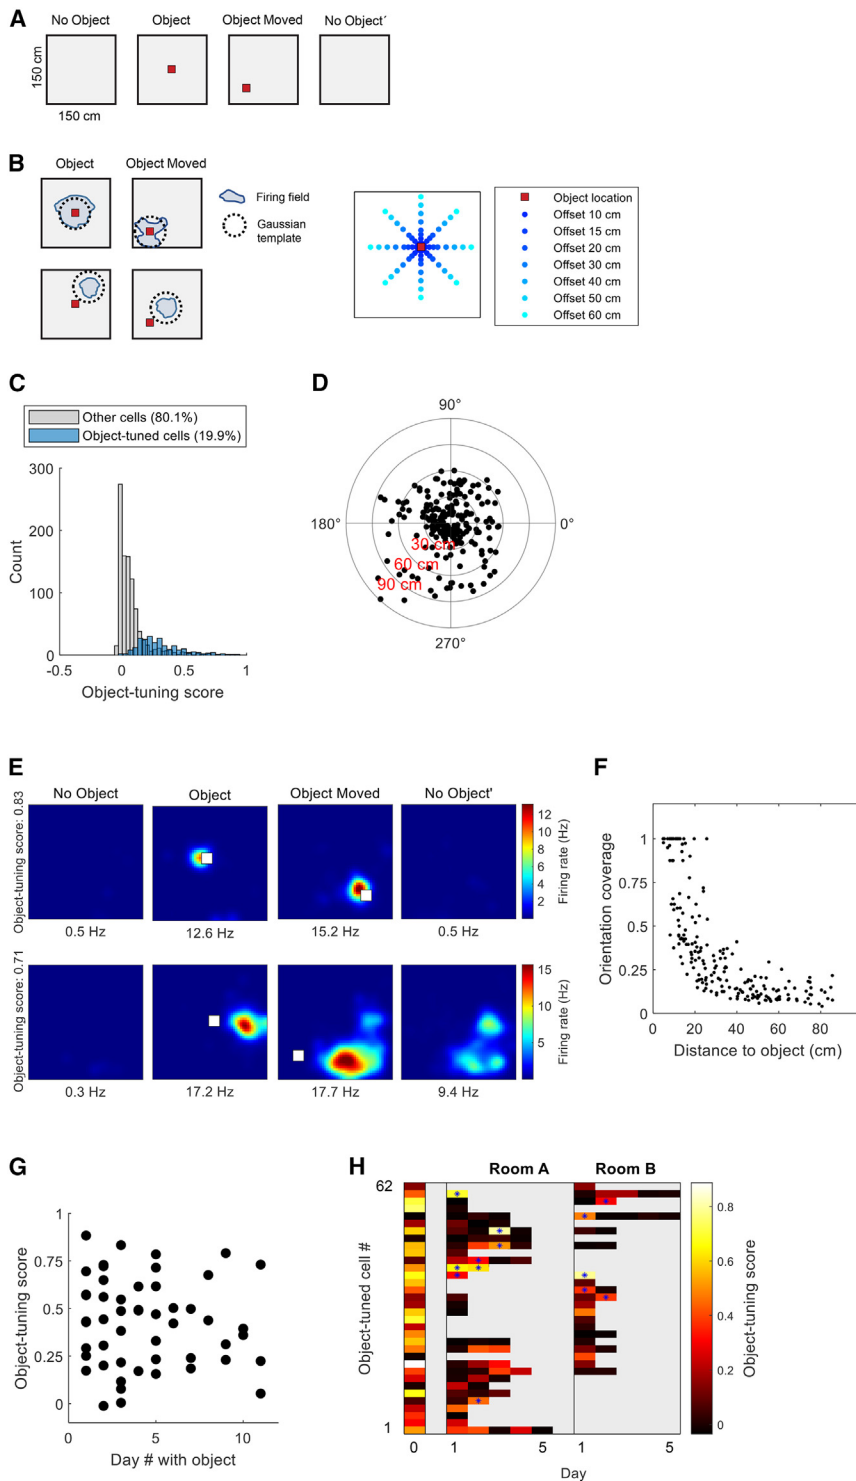 A
No Object
Object
Object Moved
No Object′
150 cm
150 cm
B
Object
Object Moved
Firing field
Gaussian
template
Object location
Offset 10 cm
Offset 15 cm
Offset 20 cm
Offset 30 cm
Offset 40 cm
Offset 50 cm
Offset 60 cm
C
Other cells (80.1%)
Object-tuned cells (19.9%)
300
200
100
0
Count
-0.5
0
0.5
1
Object-tuning score
D
90°
180°
0°
270°
30 cm
60 cm
90 cm
E
No Object
Object
Object Moved
No Object'
Object-tuning score: 0.83
0.5 Hz
12.6 Hz
15.2 Hz
0.5 Hz
12
10
8
6
4
2
Firing rate (Hz)
Object-tuning score: 0.71
0.3 Hz
17.2 Hz
17.7 Hz
9.4 Hz
15
10
5
Firing rate (Hz)
F
Orientation coverage
1
0.75
0.5
0.25
0
0
20
40
60
80
Distance to object (cm)
G
Object-tuning score
1
0.75
0.5
0.25
0
0
5
10
Day # with object
H
Room A
Room B
62
1
Object-tuned cell #
0
1
5
1
5
Day
0.8
0.6
0.4
0.2
0
Object-tuning score